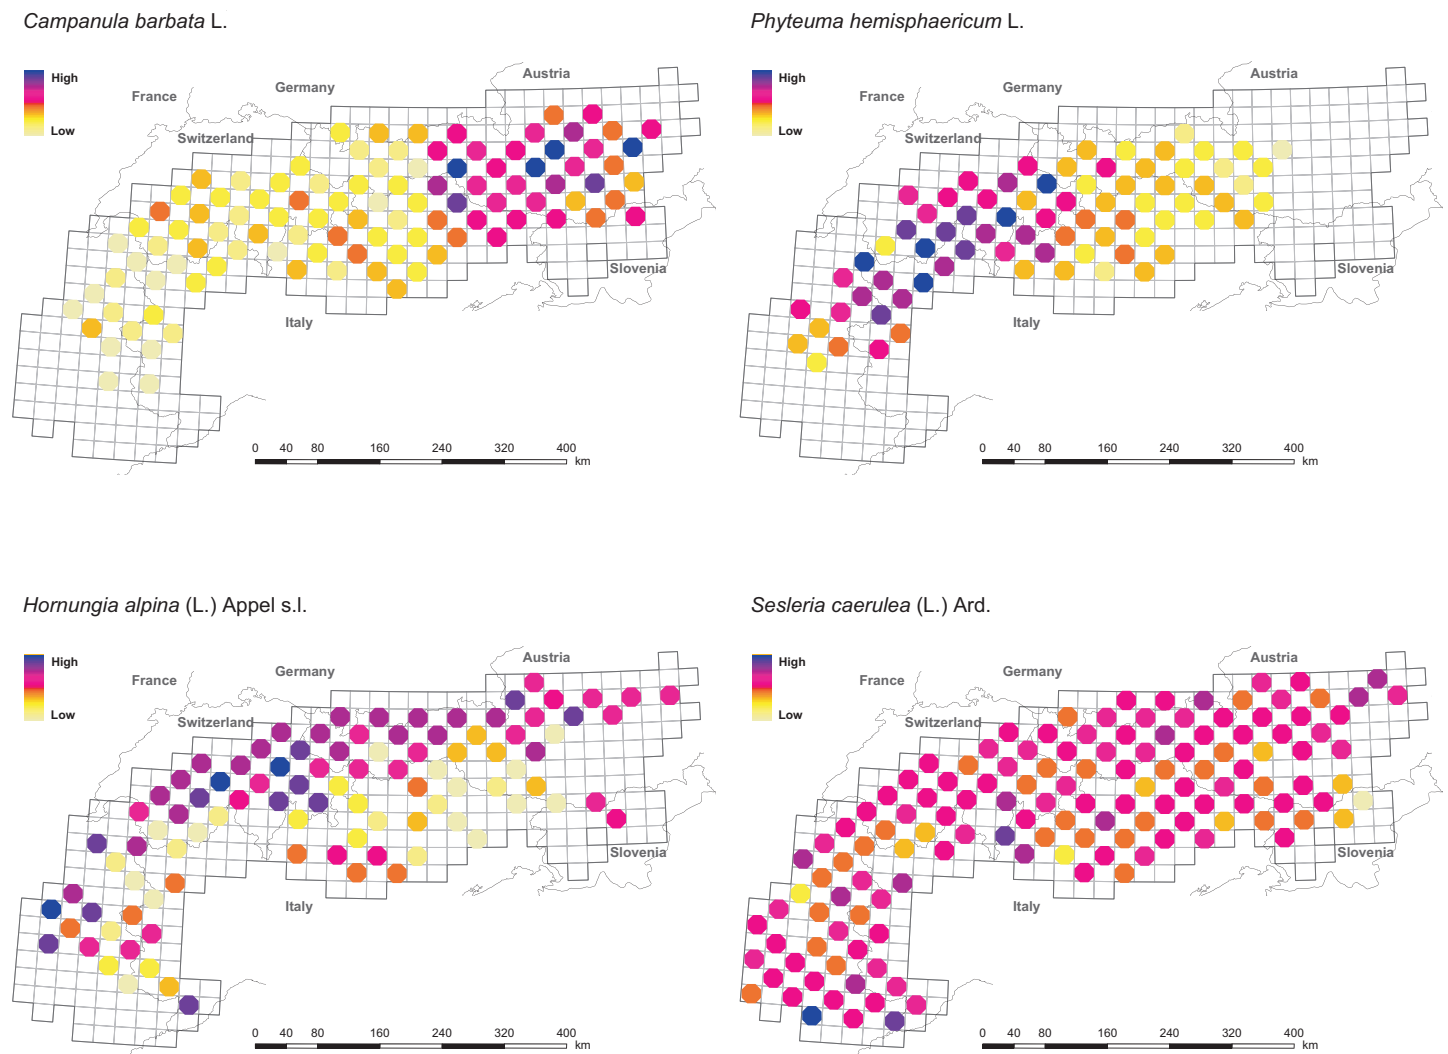 Campanula barbata L.
High
Low
France
Germany
Austria
Switzerland
Italy
Slovenia
0 40 80 160 240 320 400
km
Phyteuma hemisphaericum L.
High
Low
France
Germany
Austria
Switzerland
Italy
Slovenia
0 40 80 160 240 320 400
km
Hornungia alpina (L.) Appel s.l.
High
Low
France
Germany
Austria
Switzerland
Italy
Slovenia
0 40 80 160 240 320 400
km
Sesleria caerulea (L.) Ard.
High
Low
France
Germany
Austria
Switzerland
Italy
Slovenia
0 40 80 160 240 320 400
km